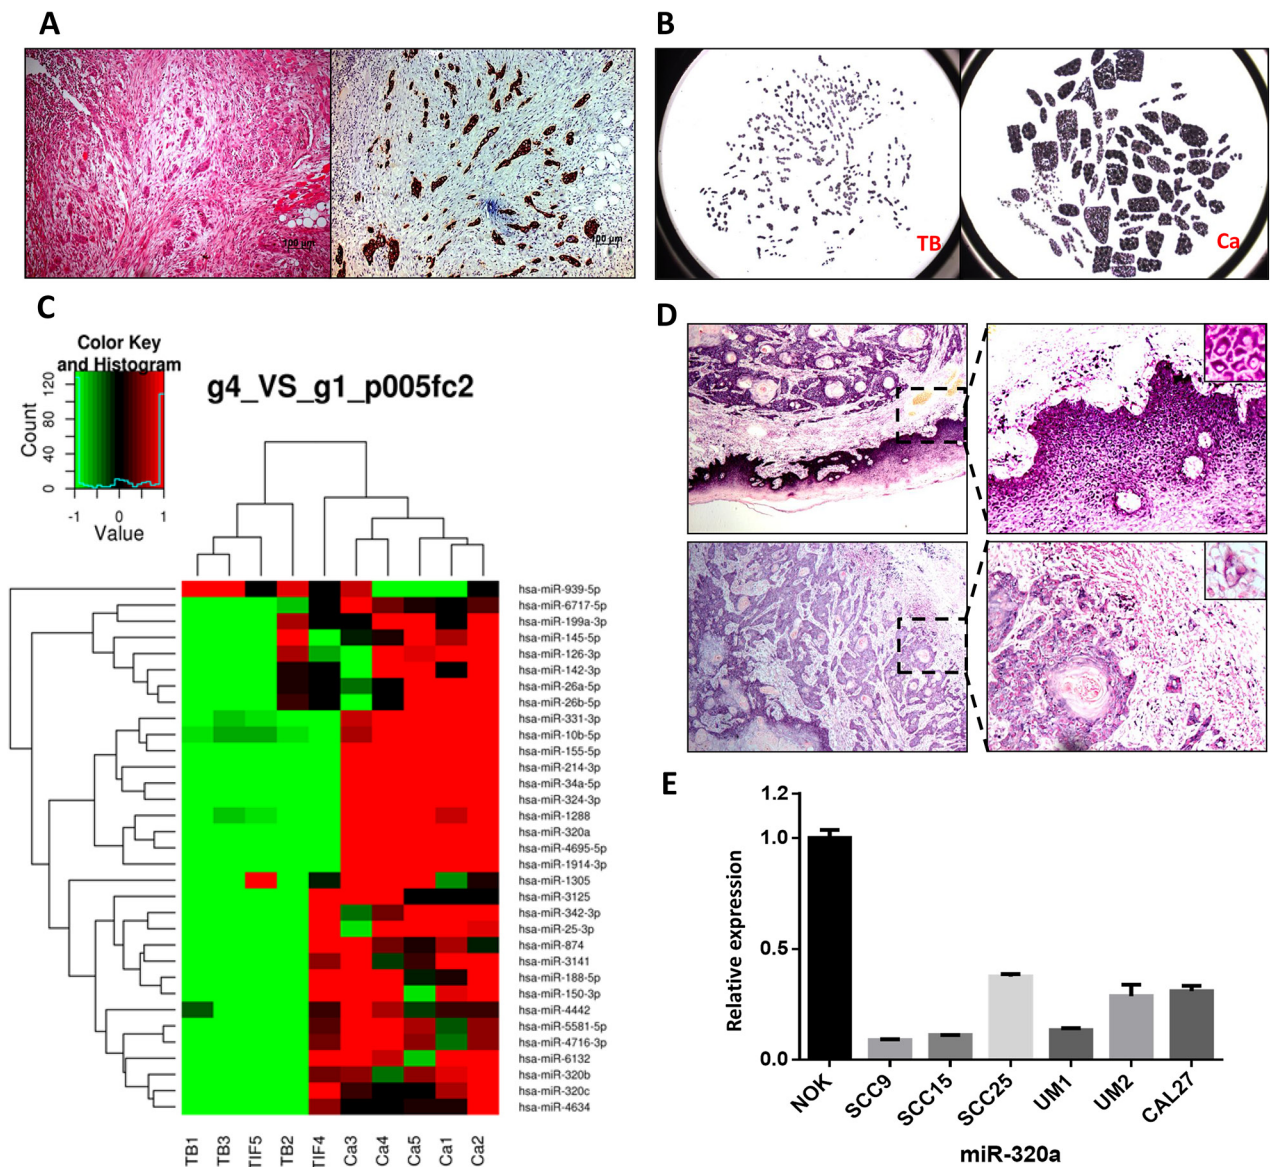 A
100 µm
100 µm
B
TB
Ca
C
Color Key
and Histogram
Count
0 40 80 120
-1 0 1
Value
g4_VS_g1_p005fc2
hsa-miR-939-5p
hsa-miR-6717-5p
hsa-miR-199a-3p
hsa-miR-145-5p
hsa-miR-126-3p
hsa-miR-142-3p
hsa-miR-26a-5p
hsa-miR-26b-5p
hsa-miR-331-3p
hsa-miR-10b-5p
hsa-miR-155-5p
hsa-miR-214-3p
hsa-miR-34a-5p
hsa-miR-324-3p
hsa-miR-1288
hsa-miR-320a
hsa-miR-4695-5p
hsa-miR-1914-3p
hsa-miR-1305
hsa-miR-3125
hsa-miR-342-3p
hsa-miR-25-3p
hsa-miR-874
hsa-miR-3141
hsa-miR-188-5p
hsa-miR-150-3p
hsa-miR-4442
hsa-miR-5581-5p
hsa-miR-4716-3p
hsa-miR-6132
hsa-miR-320b
hsa-miR-320c
hsa-miR-4634
TB1 TB3 TIF5 TB2 TIF4 Ca3 Ca4 Ca5 Ca1 Ca2
D
E
Relative expression
1.2
1.0
0.5
0.0
NOK SCC9 SCC15 SCC25 UM1 UM2 CAL27
miR-320a